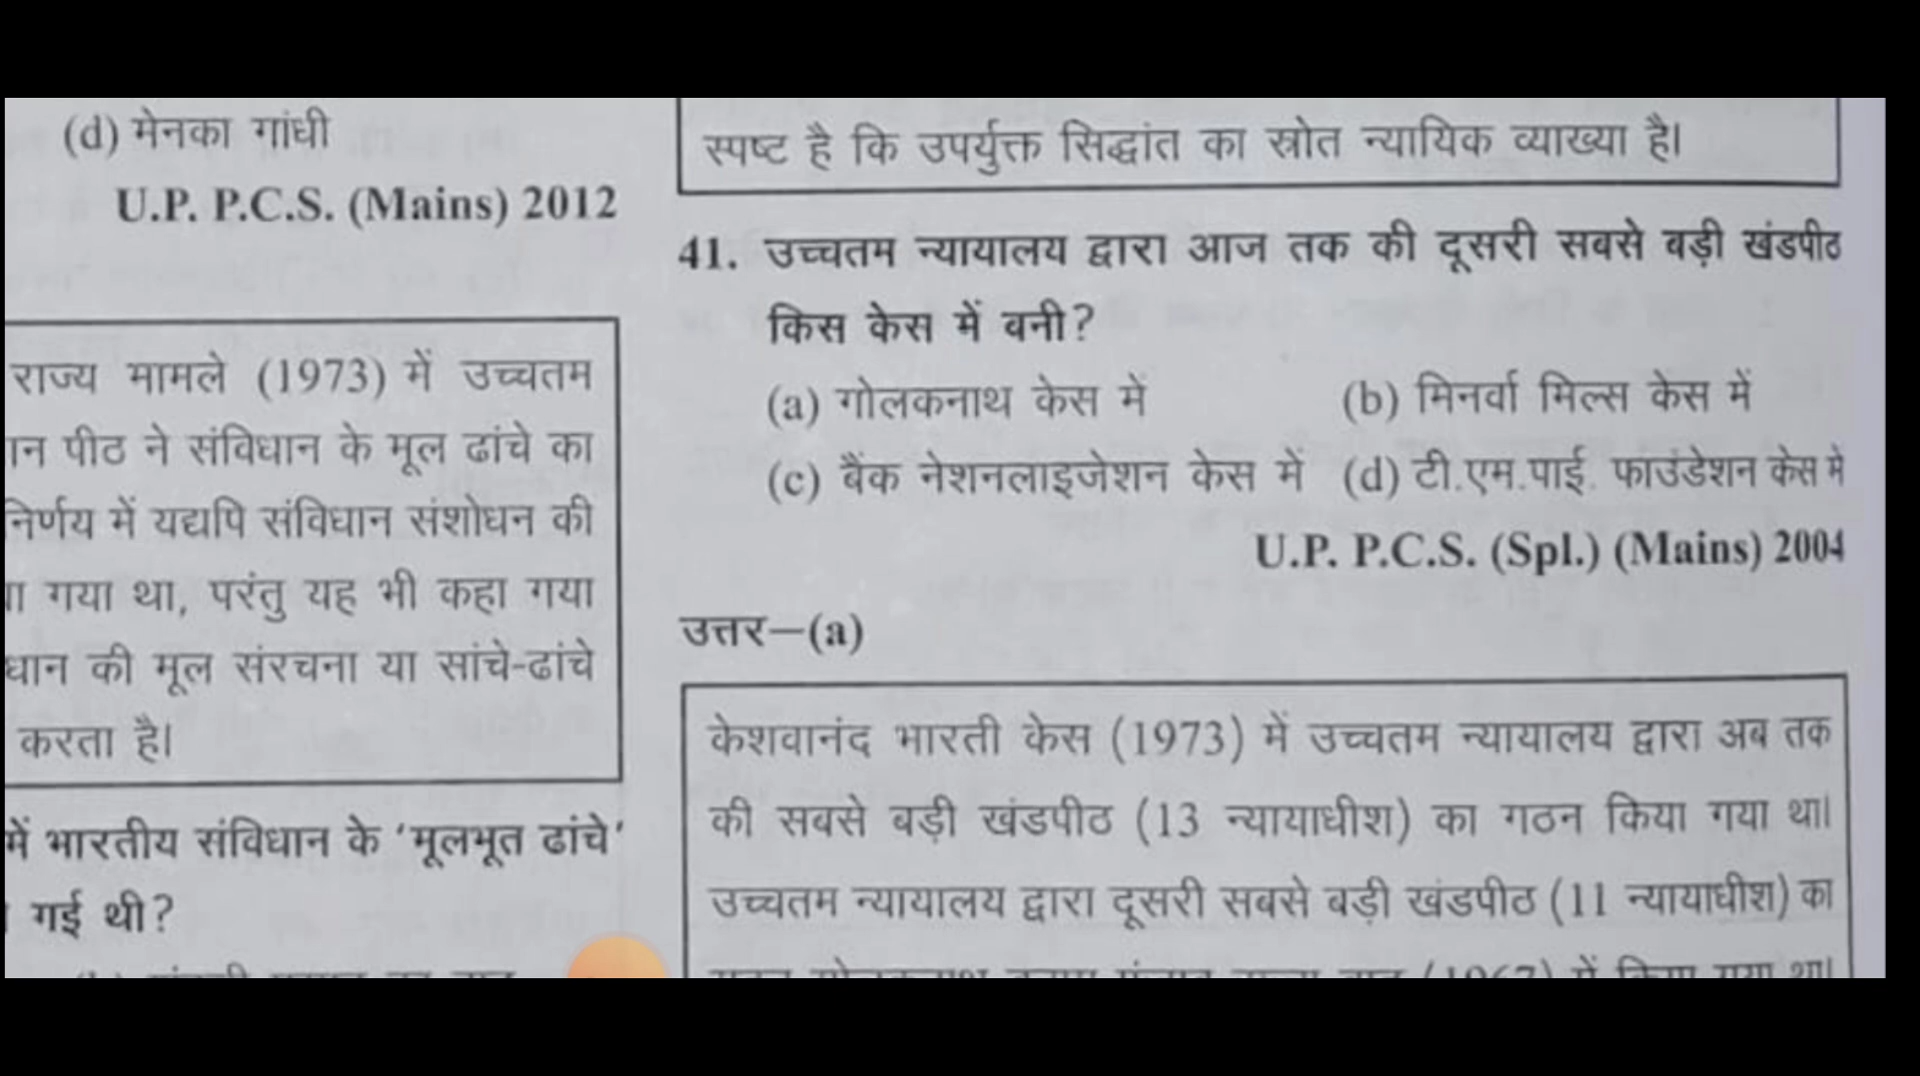 (d) मेनका गांधी
U.P. P.C.S. (Mains) 2012
राज्य मामले (1973) में उच्चतम
पीठ ने संविधान के मूल ढांचे का
निर्णय में यद्यपि संविधान संशोधन की
गया था, परंतु यह भी कहा गया
की मूल संरचना या सांचे-ढांचे
करता है।
में भारतीय संविधान के ‘मूलभूत ढांचे’
गई थी?
स्पष्ट है कि उपर्युक्त सिद्धांत का स्रोत न्यायिक व्याख्या है।
41. उच्चतम न्यायालय द्वारा आज तक की दूसरी सबसे बड़ी खंडपीठ
किस केस में बनी?
(a) गोलकनाथ केस में (b) मिनर्वा मिल्स केस में
(c) बैंक नेशनलाइजेशन केस में (d) टी.एम.पाई. फाउंडेशन केस में
U.P. P.C.S. (Spl.) (Mains) 2004
उत्तर—(a)
केशवानंद भारती केस (1973) में उच्चतम न्यायालय द्वारा अब तक
की सबसे बड़ी खंडपीठ (13 न्यायाधीश) का गठन किया गया था।
उच्चतम न्यायालय द्वारा दूसरी सबसे बड़ी खंडपीठ (11 न्यायाधीश) का
में किया गया था।